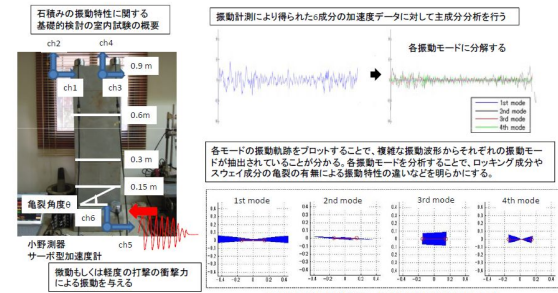 石積みの振動特性に関する
基礎的検討の室内試験の概要
ch2
ch4
0.9 m
ch1
ch3
0.6m
0.3 m
0.15 m
亀裂角度θ
ch6
ch5
小野測器
サーボ型加速度計
微動もしくは軽度の打撃の衝撃力
による振動を与える
振動計測により得られた6成分の加速度データに対して主成分分析を行う
各振動モードに分解する
1st mode
2nd mode
3rd mode
4th mode
各モードの振動軌跡をプロットすることで、複雑な振動波形からそれぞれの振動モード
が抽出されていることが分かる。各振動モードを分析することで、ロッキング成分や
スウェイ成分の亀裂の有無による振動特性の違いなどを明らかにする。
1st mode
2nd mode
3rd mode
4th mode